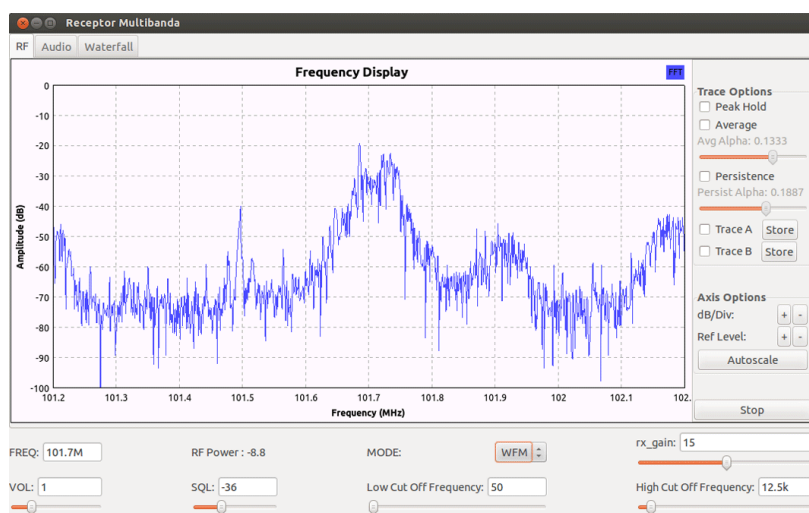 Receptor Multibanda
RF Audio Waterfall
Frequency Display
FFT
Amplitude (dB)
0
-10
-20
-30
-40
-50
-60
-70
-80
-90
-100
101.2 101.3 101.4 101.5 101.6 101.7 101.8 101.9 102 102.1 102.
Frequency (MHz)
Trace Options
Peak Hold
Average
Avg Alpha: 0.1333
Persistence
Persist Alpha: 0.1887
Trace A Store
Trace B Store
Axis Options
dB/Div: + -
Ref Level: + -
Autoscale
Stop
FREQ: 101.7M RF Power : -8.8 MODE: WFM rx_gain: 15
VOL: 1 SQL: -36 Low Cut Off Frequency: 50 High Cut Off Frequency: 12.5k